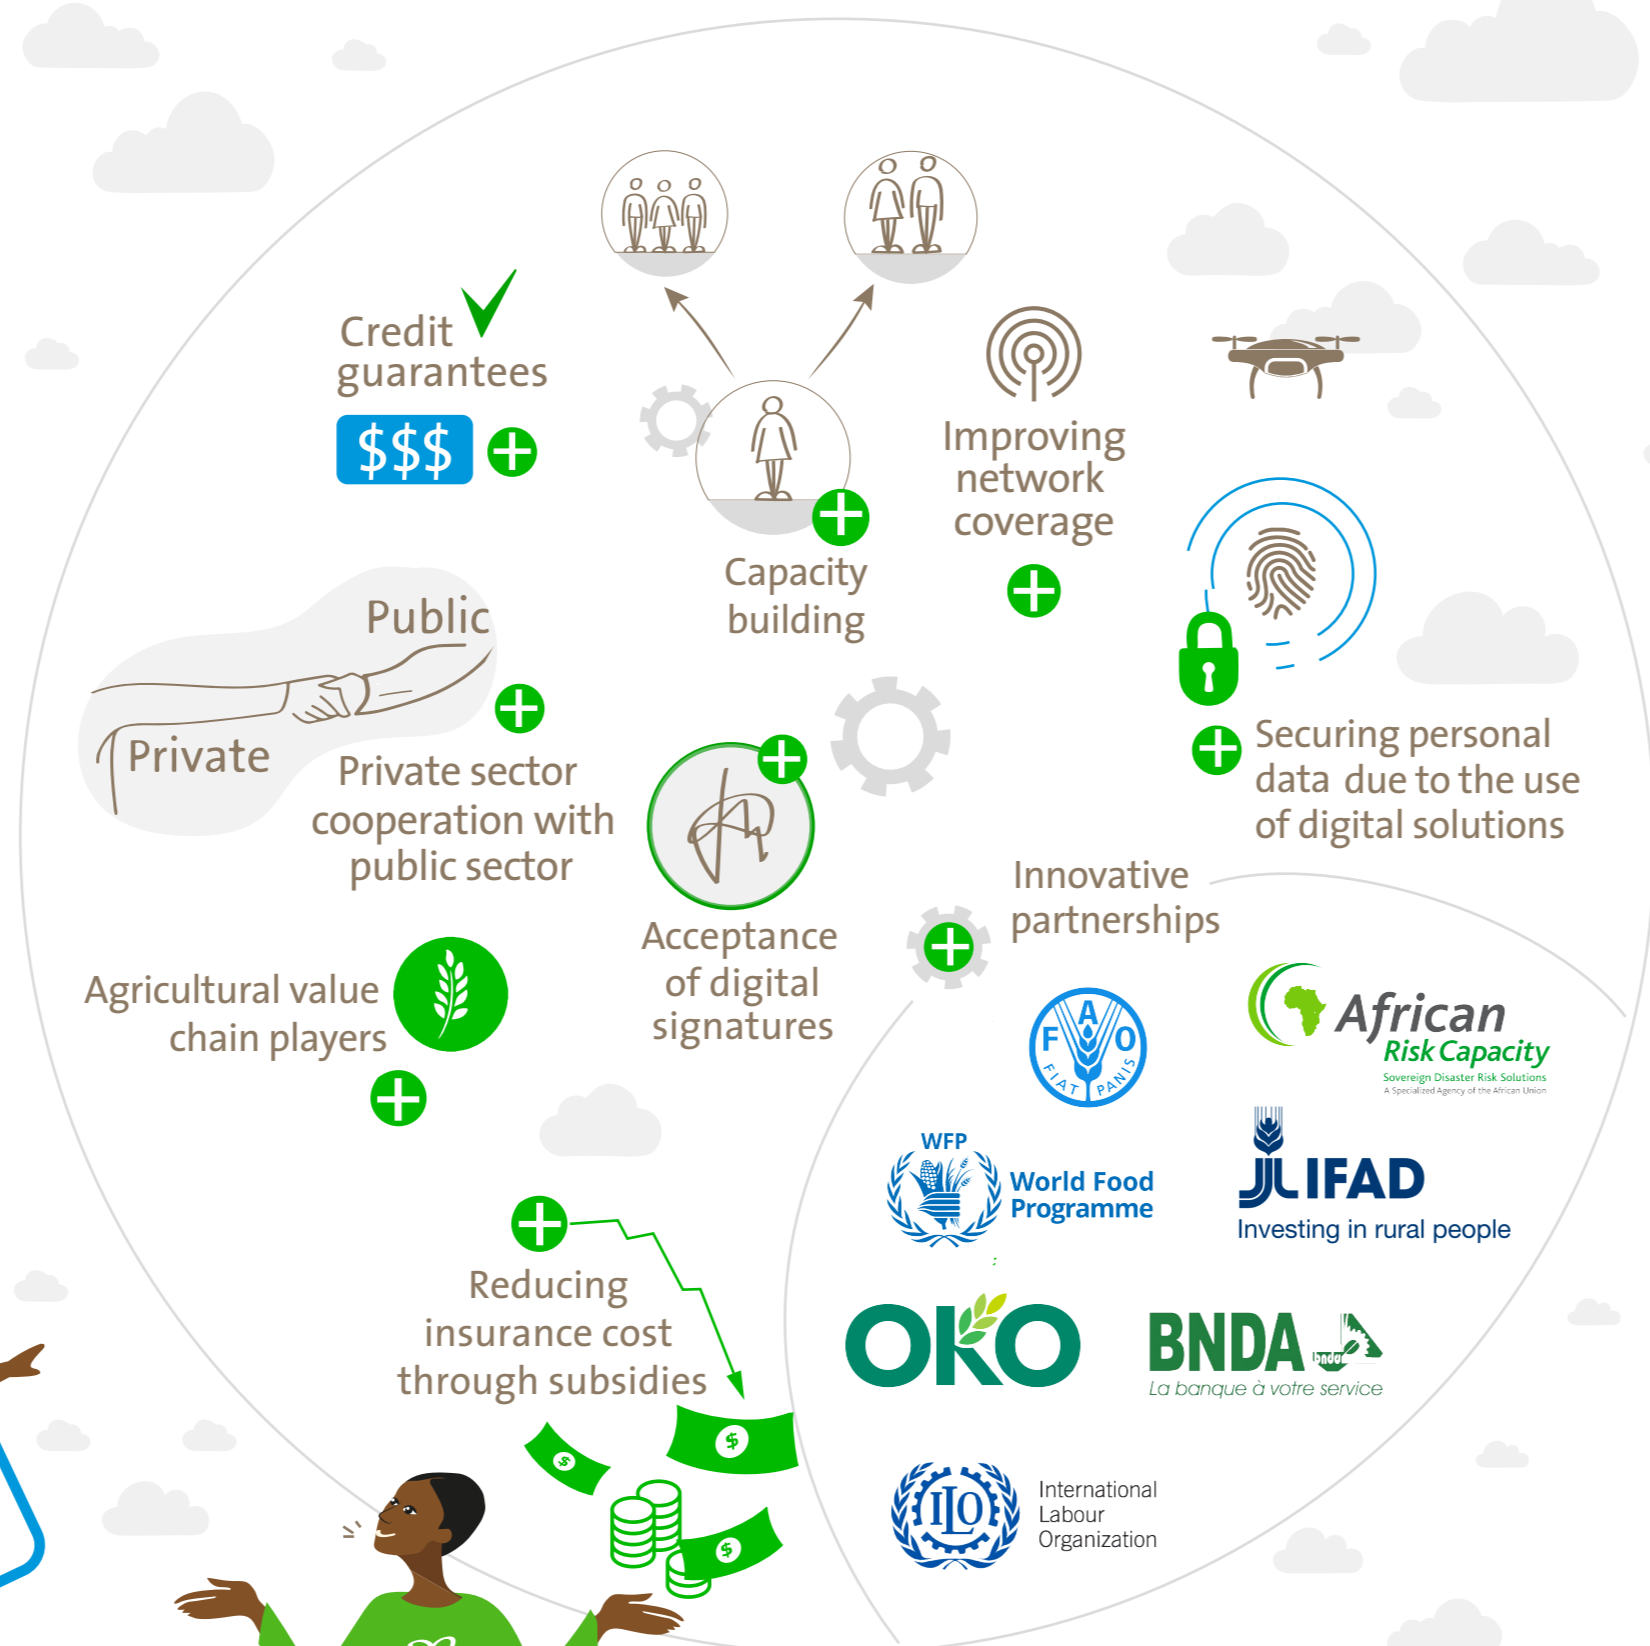 Credit
guarantees
$$$
Capacity
building
Improving
network
coverage
Public
Private
Private sector
cooperation with
public sector
Securing personal
data due to the use
of digital solutions
Acceptance
of digital
signatures
Agricultural value
chain players
Innovative
partnerships
F A O
FIAT PANIS
African
Risk Capacity
Sovereign Disaster Risk Solutions
A Specialized Agency of the African Union
WFP
World Food
Programme
IFAD
Investing in rural people
Reducing
insurance cost
through subsidies
OKO
BNDA
bnda
La banque à votre service
$
$
$
ILO
International
Labour
Organization